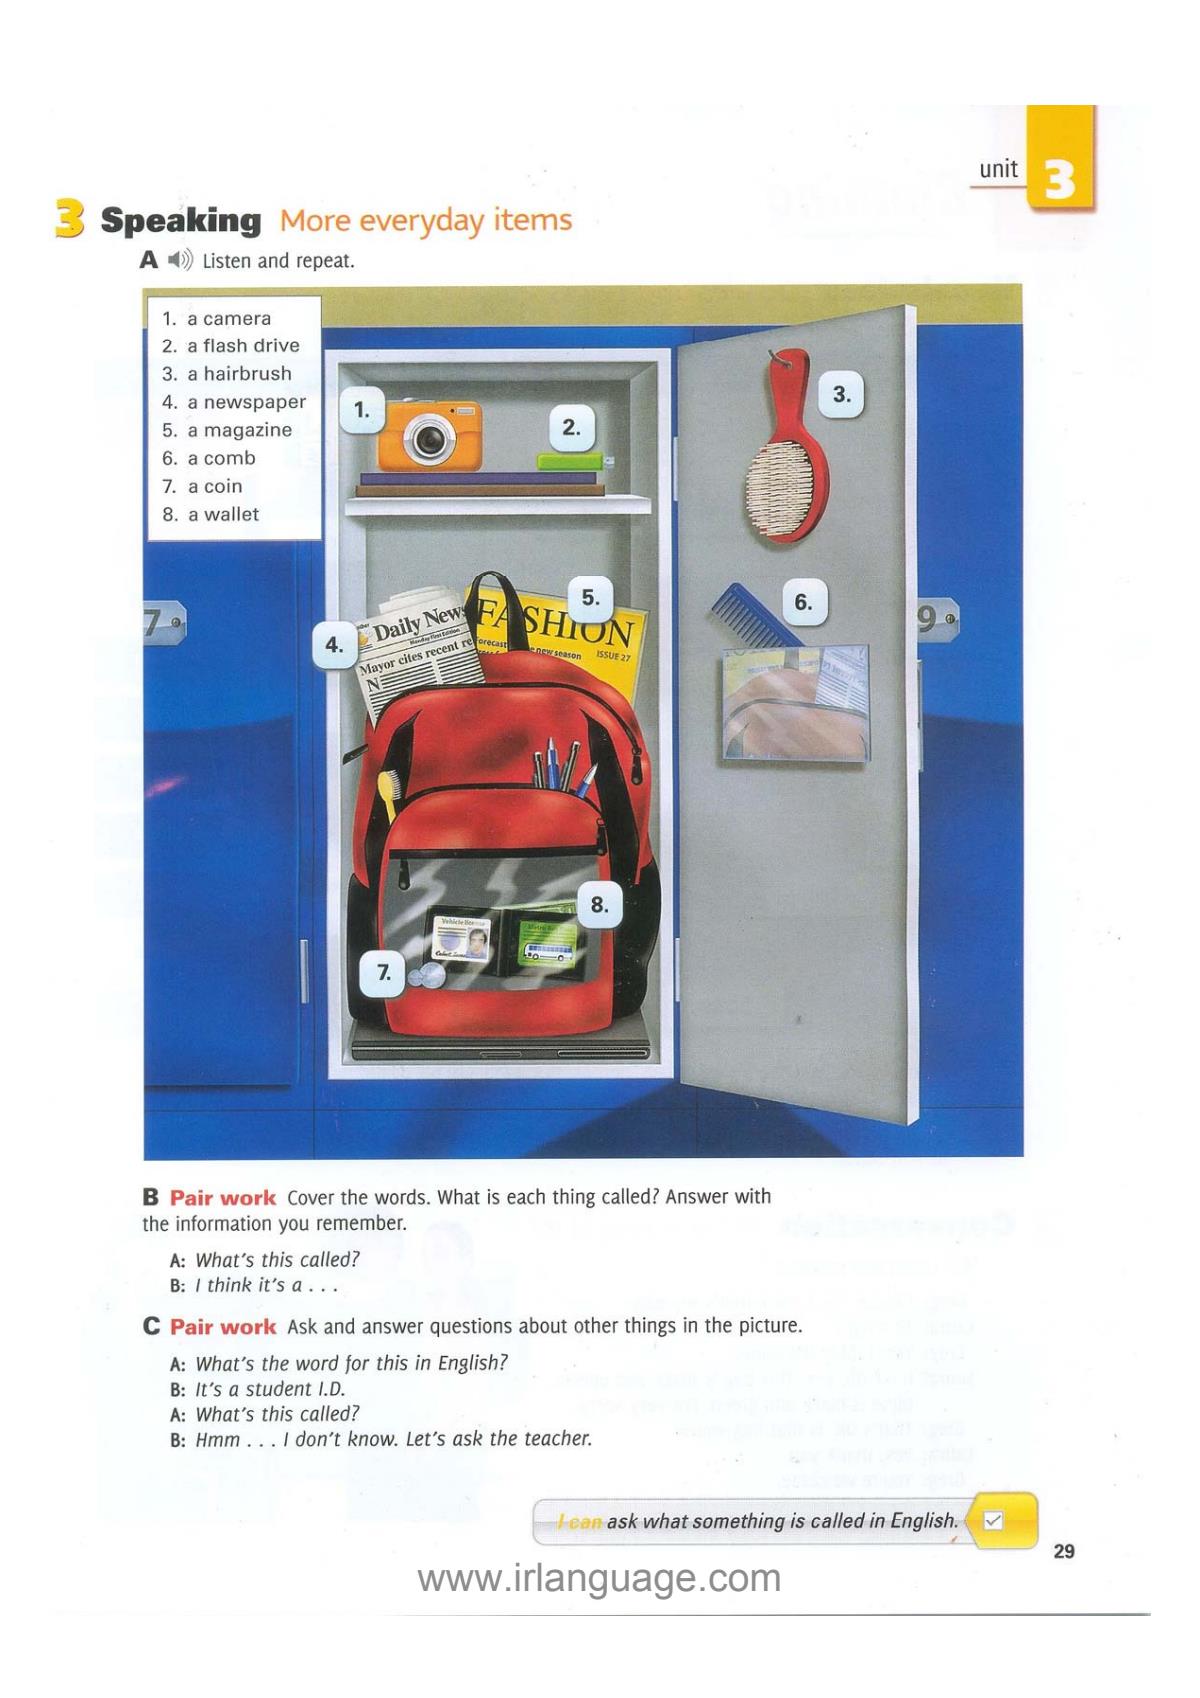 unit 3
3 Speaking More everyday items
A Listen and repeat.
1. a camera
2. a flash drive
3. a hairbrush
4. a newspaper
5. a magazine
6. a comb
7. a coin
8. a wallet
1.
2.
3.
4.
5.
6.
7.
8.
7
9
Daily News
Monday First Edition
Mayor cites recent re
N
FASHION
Forecast
e new season
ISSUE 27
B Pair work Cover the words. What is each thing called? Answer with
the information you remember.
A: What's this called?
B: I think it's a . . .
C Pair work Ask and answer questions about other things in the picture.
A: What's the word for this in English?
B: It's a student I.D.
A: What's this called?
B: Hmm . . . I don't know. Let's ask the teacher.
I can ask what something is called in English.
29
www.irlanguage.com